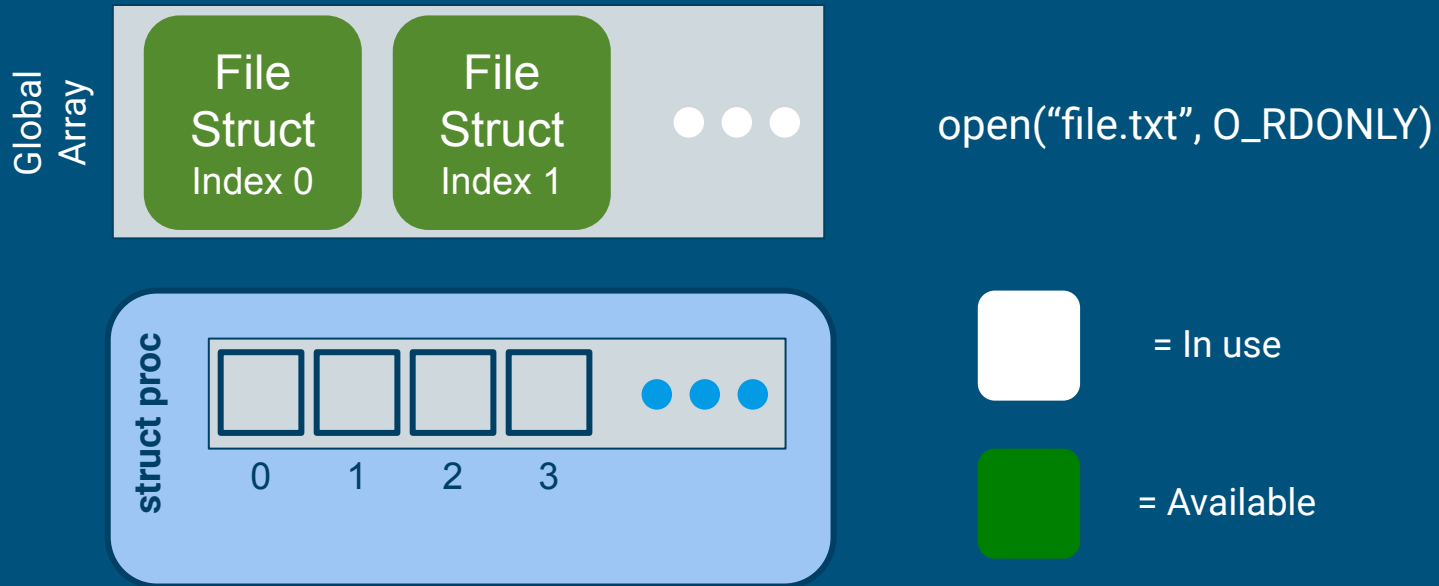 Global
Array
File
Struct
Index 0
File
Struct
Index 1
open(“file.txt”, O_RDONLY)
struct proc
0 1 2 3
= In use
= Available